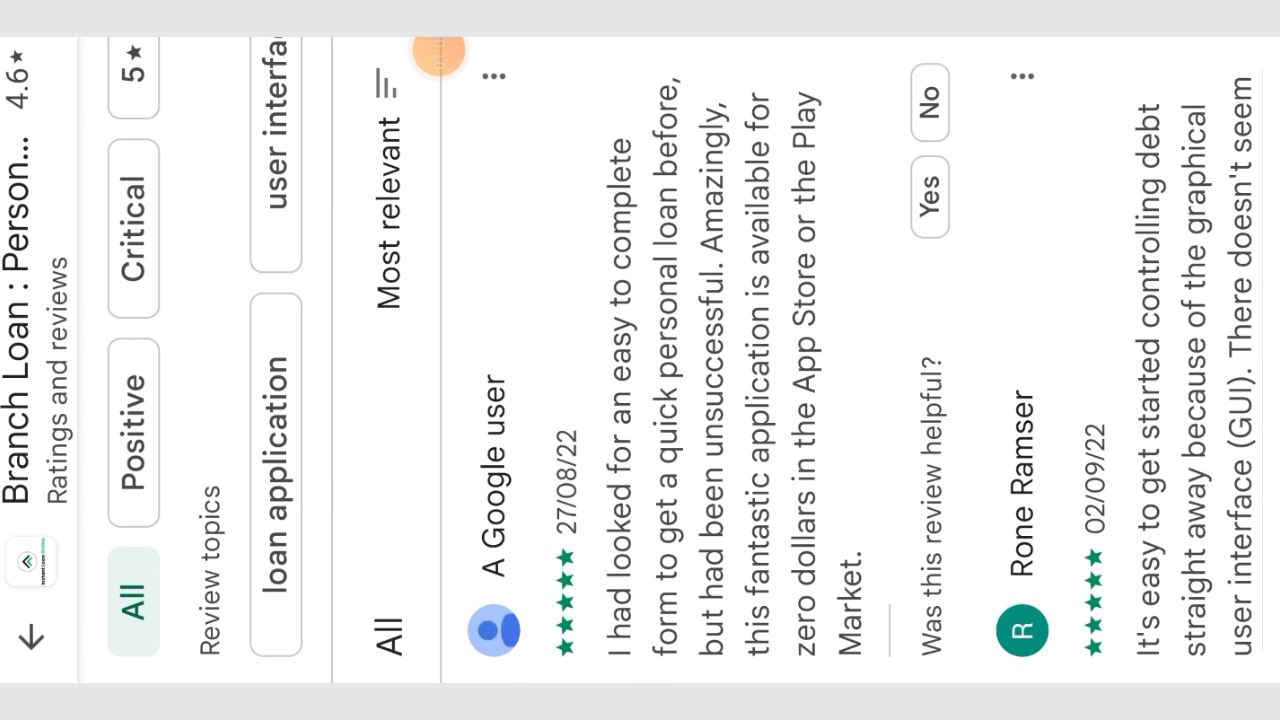 Branch Loan : Person... 4.6★
Ratings and reviews
All Positive Critical 5★
Review topics
loan application user interfa
All Most relevant
A Google user
★★★★★ 27/08/22
I had looked for an easy to complete
form to get a quick personal loan before,
but had been unsuccessful. Amazingly,
this fantastic application is available for
zero dollars in the App Store or the Play
Market.
Was this review helpful? Yes No
R Rone Ramser
★★★★★ 02/09/22
It's easy to get started controlling debt
straight away because of the graphical
user interface (GUI). There doesn't seem